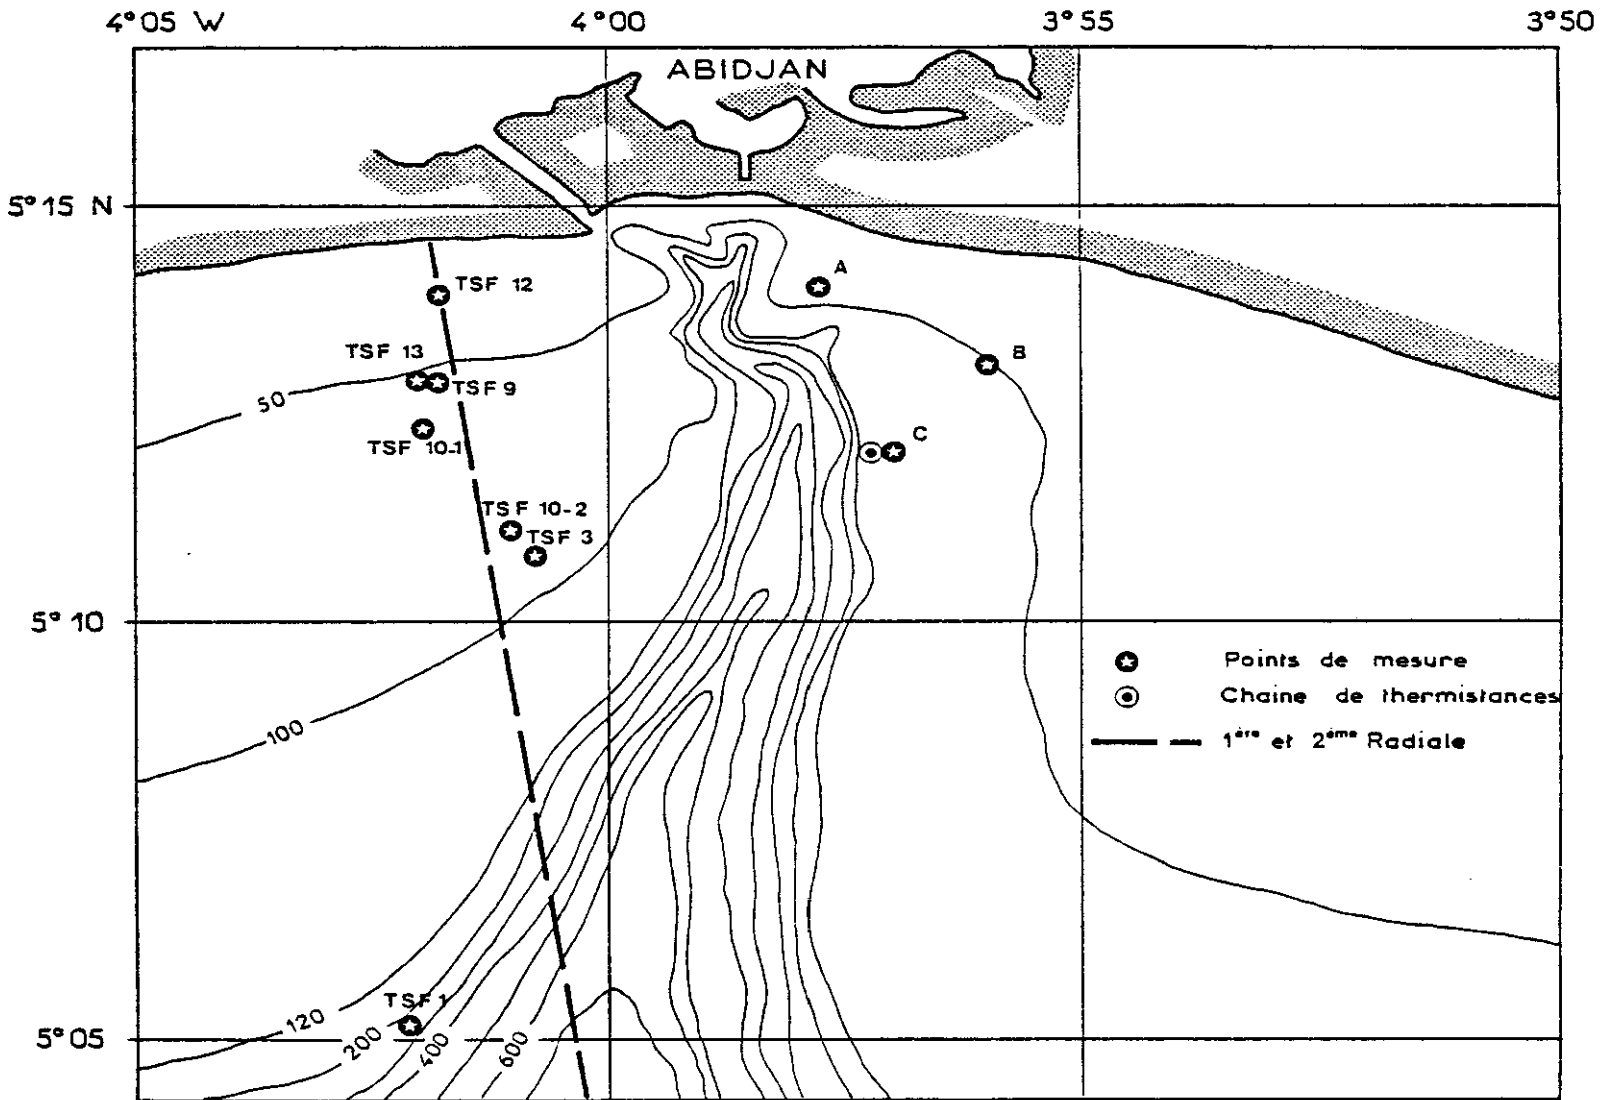 4°05 W
4°00
3°55
3°50
ABIDJAN
5°15 N
A
TSF 12
TSF 13
B
TSF 9
50
C
TSF 10-1
TSF 10-2
TSF 3
5°10
Points de mesure
Chaine de thermistances
100
1ère et 2ème Radiale
TSF 1
120
200
400
600
5°05